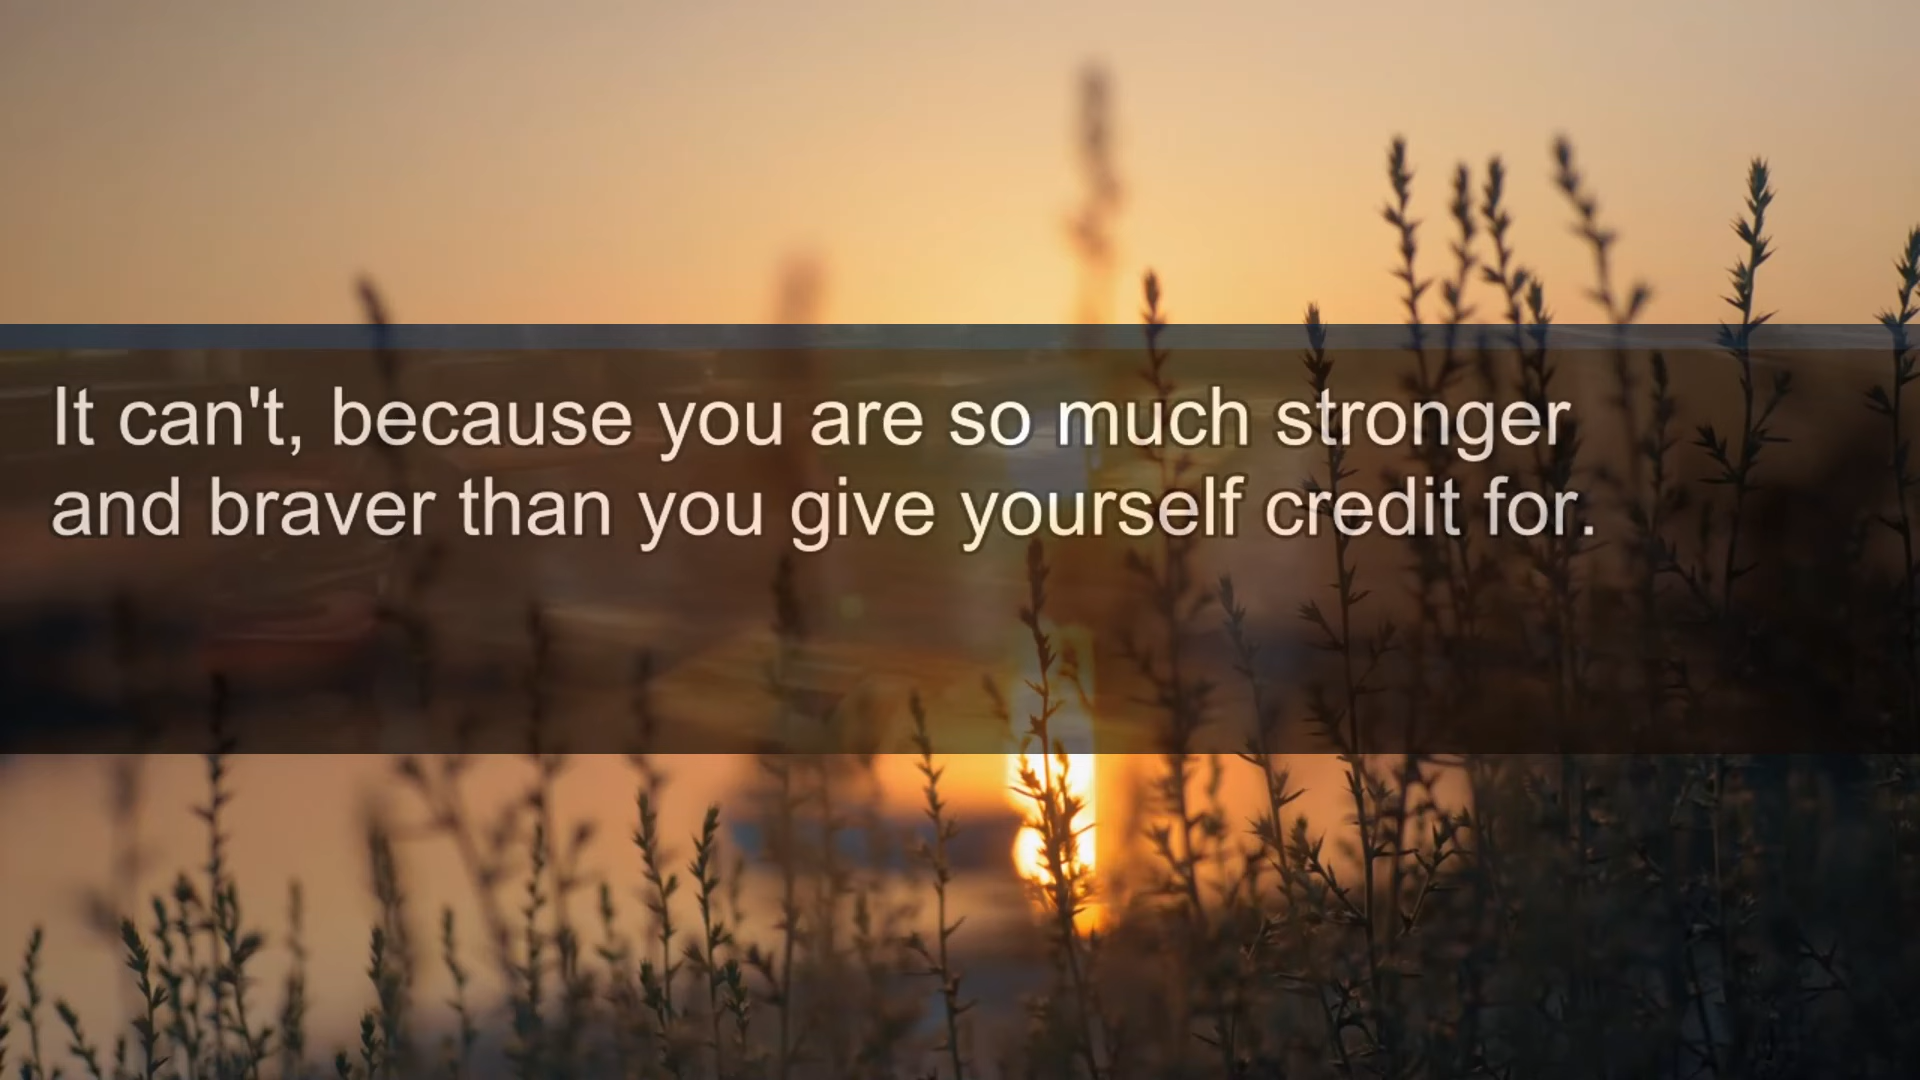 It can't, because you are so much stronger
and braver than you give yourself credit for.